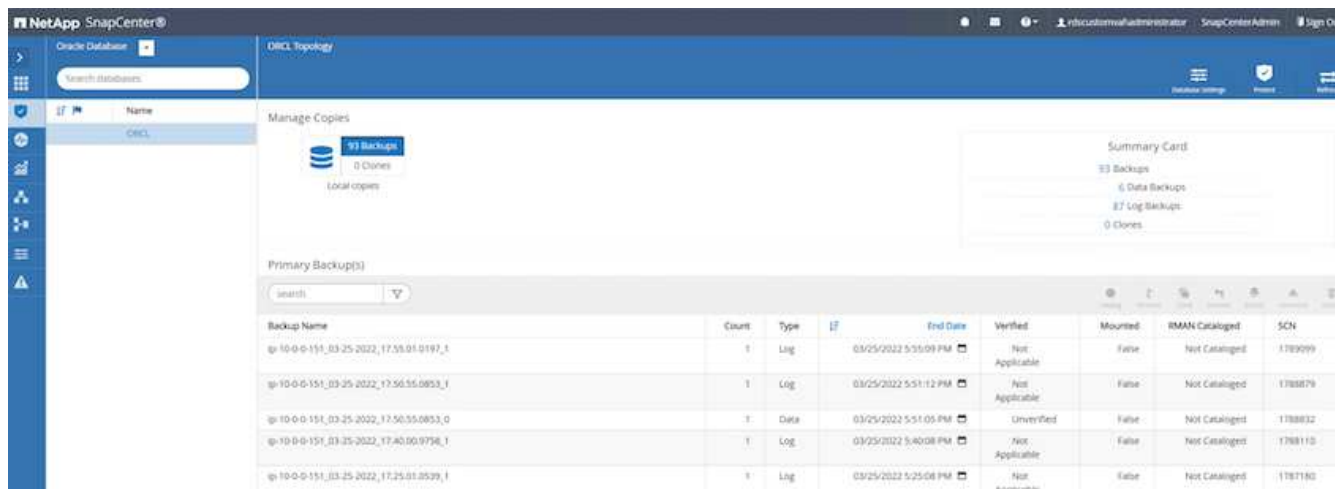 NetApp SnapCenter®
rdscustomvalladministrator SnapCenterAdmin Sign O
Oracle Database
ORCL Topology
Search databases
Database Settings Protect Refre
Name
ORCL
Manage Copies
93 Backups
0 Clones
Local copies
Summary Card
93 Backups
6 Data Backups
87 Log Backups
0 Clones
Primary Backup(s)
search
Backup Name Count Type End Date Verified Mounted RMAN Cataloged SCN
ip-10-0-0-151_03-25-2022_17.55.01.0197_1 1 Log 03/25/2022 5:55:09 PM Not Applicable False Not Cataloged 1789099
ip-10-0-0-151_03-25-2022_17.50.55.0853_1 1 Log 03/25/2022 5:51:12 PM Not Applicable False Not Cataloged 1788879
ip-10-0-0-151_03-25-2022_17.50.55.0853_0 1 Data 03/25/2022 5:51:05 PM Unverified False Not Cataloged 1788832
ip-10-0-0-151_03-25-2022_17.40.00.9758_1 1 Log 03/25/2022 5:40:08 PM Not Applicable False Not Cataloged 1788110
ip-10-0-0-151_03-25-2022_17.25.01.0539_1 1 Log 03/25/2022 5:25:08 PM Not False Not Cataloged 1787180